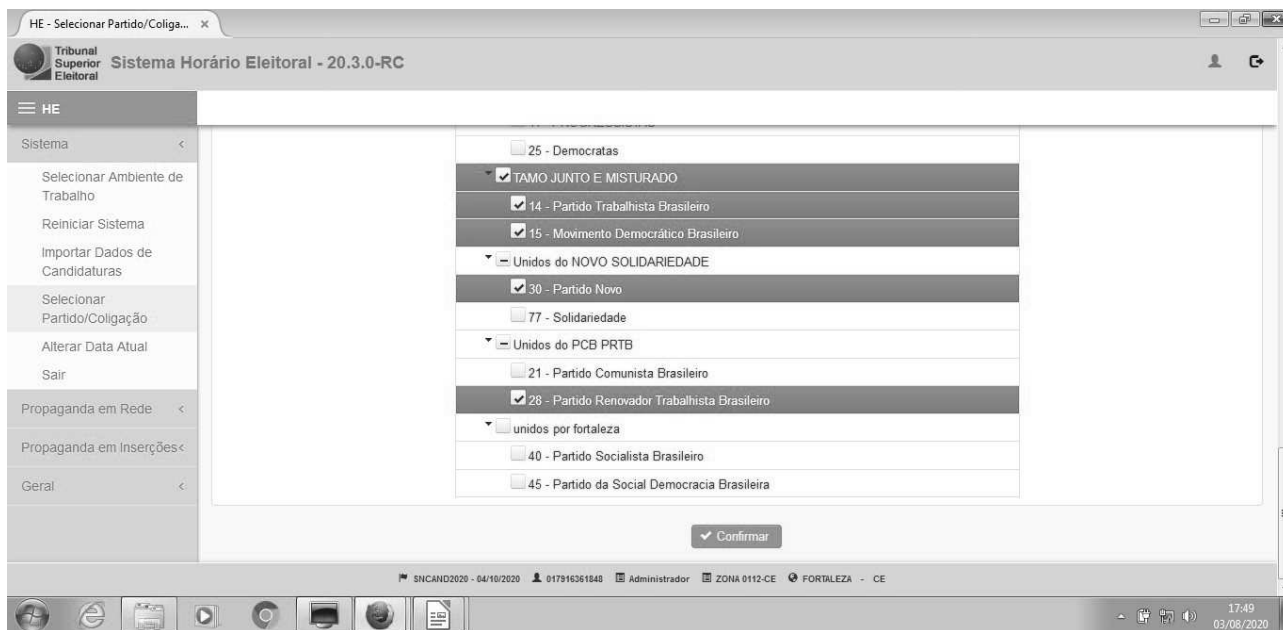 HE - Selecionar Partido/Coliga... ×
Tribunal
Superior
Eleitoral
Sistema Horário Eleitoral - 20.3.0-RC
HE
Sistema <
Selecionar Ambiente de
Trabalho
Reiniciar Sistema
Importar Dados de
Candidaturas
Selecionar
Partido/Coligação
Alterar Data Atual
Sair
Propaganda em Rede <
Propaganda em Inserções<
Geral <
25 - Democratas
TAMO JUNTO E MISTURADO
14 - Partido Trabalhista Brasileiro
15 - Movimento Democrático Brasileiro
Unidos do NOVO SOLIDARIEDADE
30 - Partido Novo
77 - Solidariedade
Unidos do PCB PRTB
21 - Partido Comunista Brasileiro
28 - Partido Renovador Trabalhista Brasileiro
unidos por fortaleza
40 - Partido Socialista Brasileiro
45 - Partido da Social Democracia Brasileira
Confirmar
SNCAND2020 - 04/10/2020 017916361848 Administrador ZONA 0112-CE FORTALEZA - CE
17:49
03/08/2020